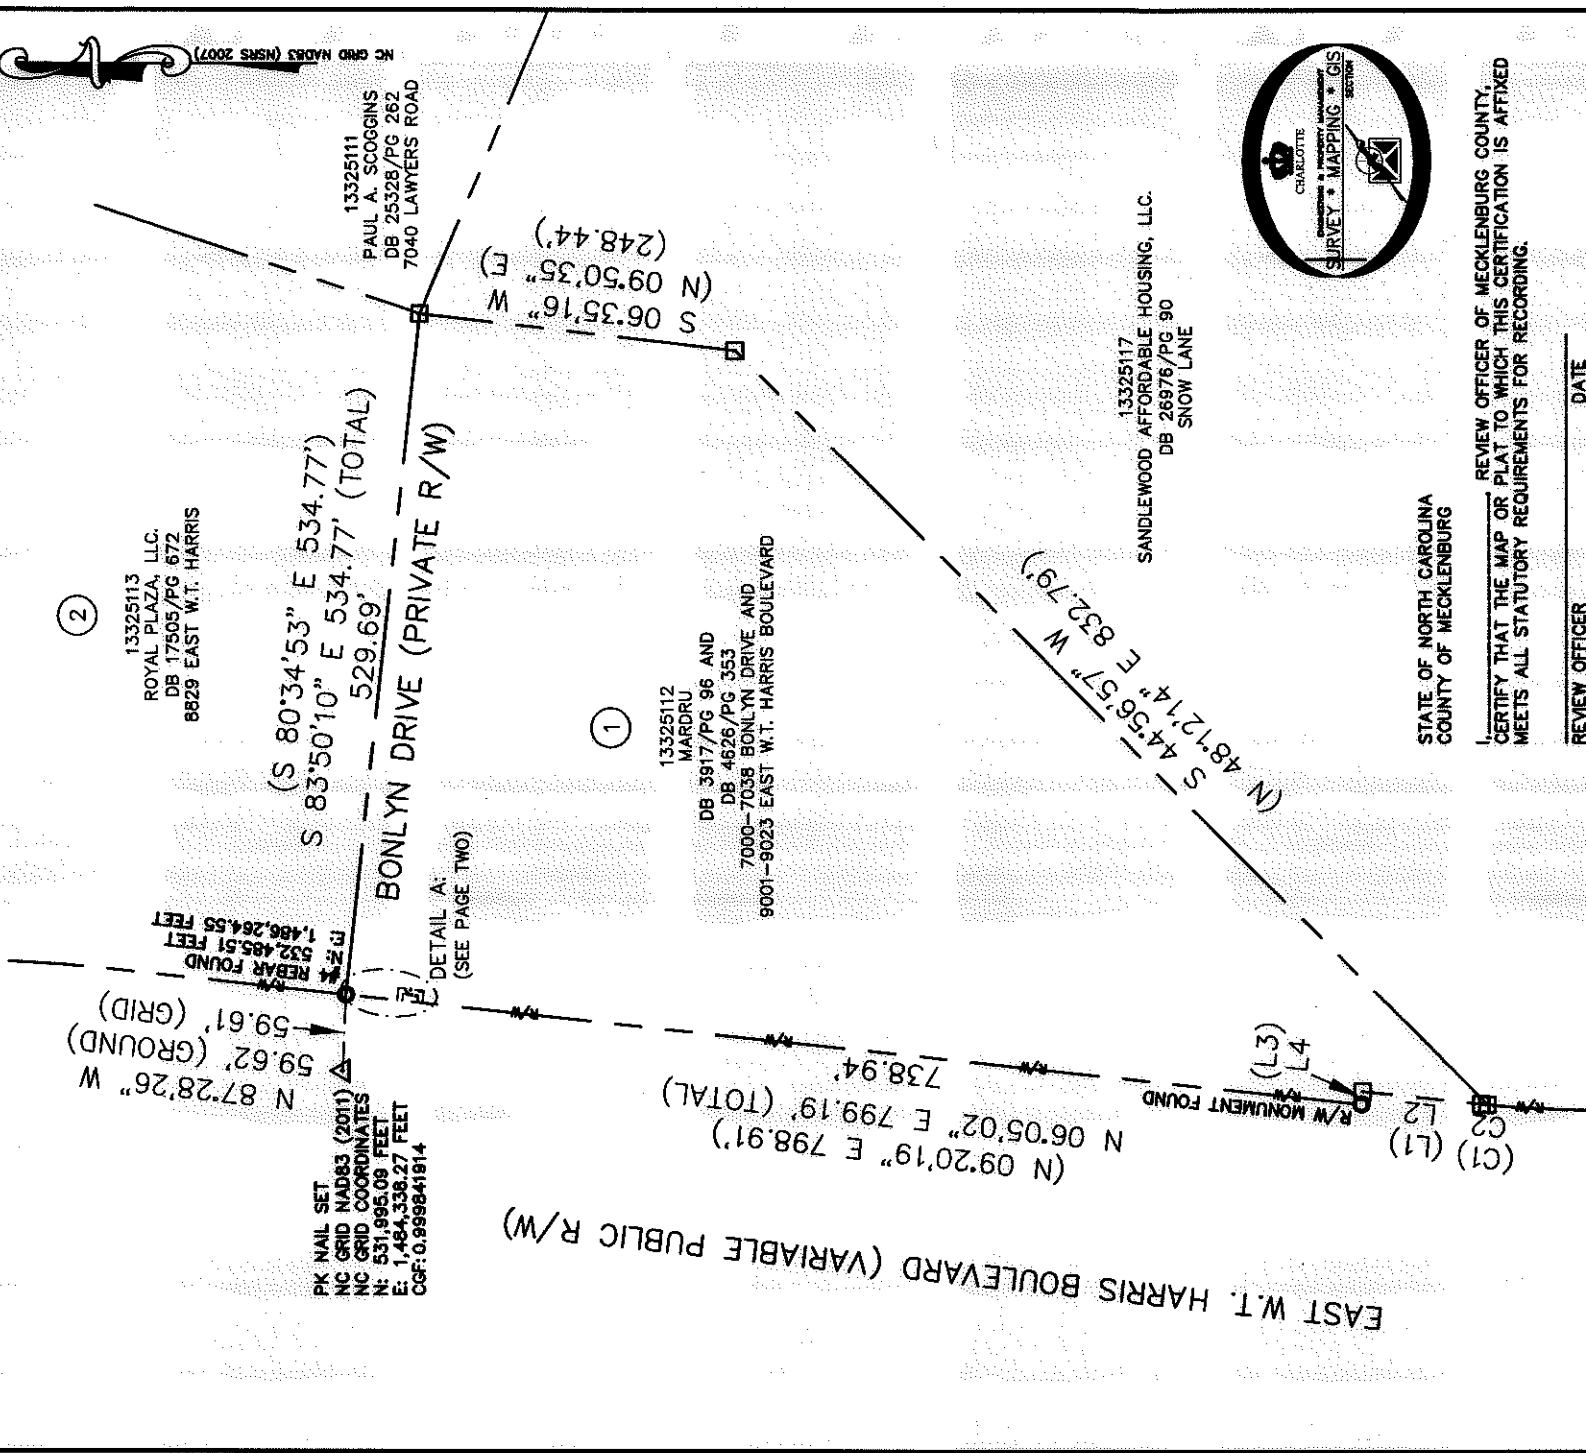 NC GRID NAD83 (NSRS 2007)
13325111
PAUL A. SCOGGINS
DB 25328/PG 262
7040 LAWYERS ROAD
S 06°35'16" W
(N 09°50'35" E)
(248.44')
2
13325113
ROYAL PLAZA, LLC.
DB 17505/PG 672
8829 EAST W.T. HARRIS
(S 80°34'53" E 534.77')
S 83°50'10" E 534.77' (TOTAL)
529.69'
BONLYN DRIVE (PRIVATE R/W)
CHARLOTTE
ENGINEERING & PROPERTY MANAGEMENT
SURVEY * MAPPING * GIS
SECTION
13325117
SANDLEWOOD AFFORDABLE HOUSING, LLC.
DB 26976/PG 90
SNOW LANE
1
13325112
MARDRU
DB 3917/PG 96 AND
DB 4626/PG 353
7000-7038 BONLYN DRIVE AND
9001-9023 EAST W.T. HARRIS BOULEVARD
S 44°56'57" W
(N 48°12'14" E 832.79')
STATE OF NORTH CAROLINA
COUNTY OF MECKLENBURG
I, REVIEW OFFICER OF MECKLENBURG COUNTY,
CERTIFY THAT THE MAP OR PLAT TO WHICH THIS CERTIFICATION IS AFFIXED
MEETS ALL STATUTORY REQUIREMENTS FOR RECORDING.
REVIEW OFFICER DATE
DETAIL A:
(SEE PAGE TWO)
#4 REBAR FOUND
N: 532,485.51 FEET
E: 1,486,264.55 FEET
R/W
N 87°28'26" W
59.62' (GROUND)
59.61' (GRID)
PK NAIL SET
NC GRID NAD83 (2011)
NC GRID COORDINATES
N: 531,995.09 FEET
E: 1,484,338.27 FEET
CGF: 0.999841914
R/W
R/W
R/W
738.94'
N 06°05'02" E 799.19' (TOTAL)
(N 09°20'19" E 798.91')
R/W
R/W MONUMENT FOUND
(L3)
L4
L2
(L1)
C2
(C1)
R/W
EAST W.T. HARRIS BOULEVARD (VARIABLE PUBLIC R/W)